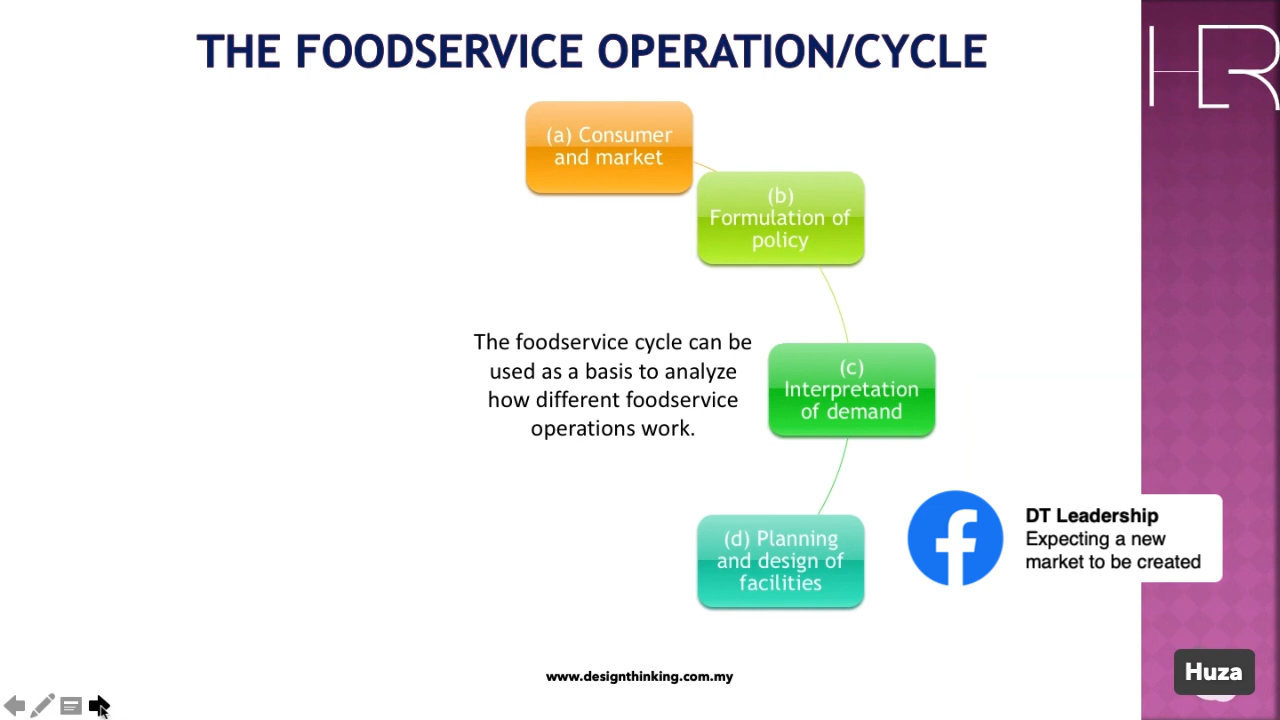 THE FOODSERVICE OPERATION/CYCLE
HR
(a) Consumer
and market
(b)
Formulation of
policy
The foodservice cycle can be
used as a basis to analyze
how different foodservice
operations work.
(c)
Interpretation
of demand
(d) Planning
and design of
facilities
f
DT Leadership
Expecting a new
market to be created
www.designthinking.com.my
Huza